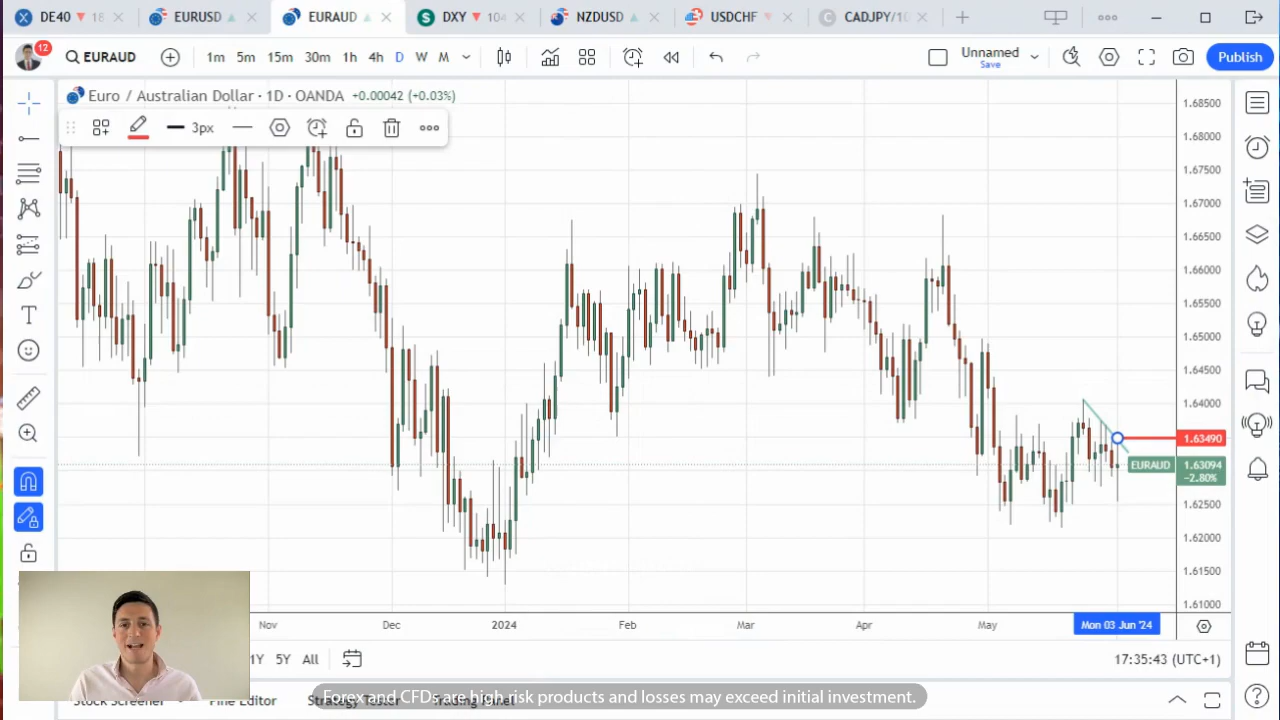 DE40 18
EURUSD
EURAUD
DXY 104
NZDUSD
USDCHF
CADJPY/10
12
EURAUD
1m 5m 15m 30m 1h 4h D W M
Unnamed
Save
Publish
Euro / Australian Dollar · 1D · OANDA +0.00042 (+0.03%)
3px
1.68500
1.68000
1.67500
1.67000
1.66500
1.66000
1.65500
1.65000
1.64500
1.64000
1.63490
EURAUD 1.63094
−2.80%
1.62500
1.62000
1.61500
1.61000
Nov Dec 2024 Feb Mar Apr May Mon 03 Jun '24
1Y 5Y All
17:35:43 (UTC+1)
Stock Screener Pine Editor Strategy Tester Trading Panel
Forex and CFDs are high risk products and losses may exceed initial investment.